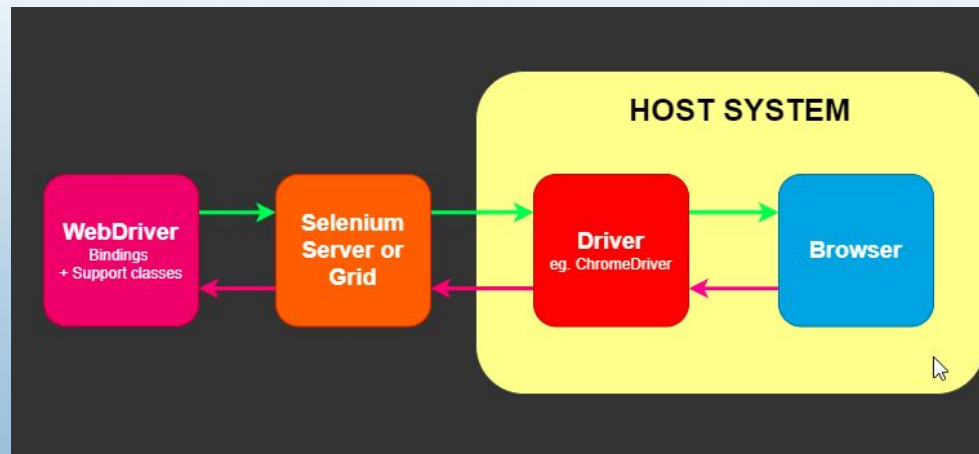 HOST SYSTEM
WebDriver
Bindings
+ Support classes
Selenium
Server or
Grid
Driver
eg. ChromeDriver
Browser